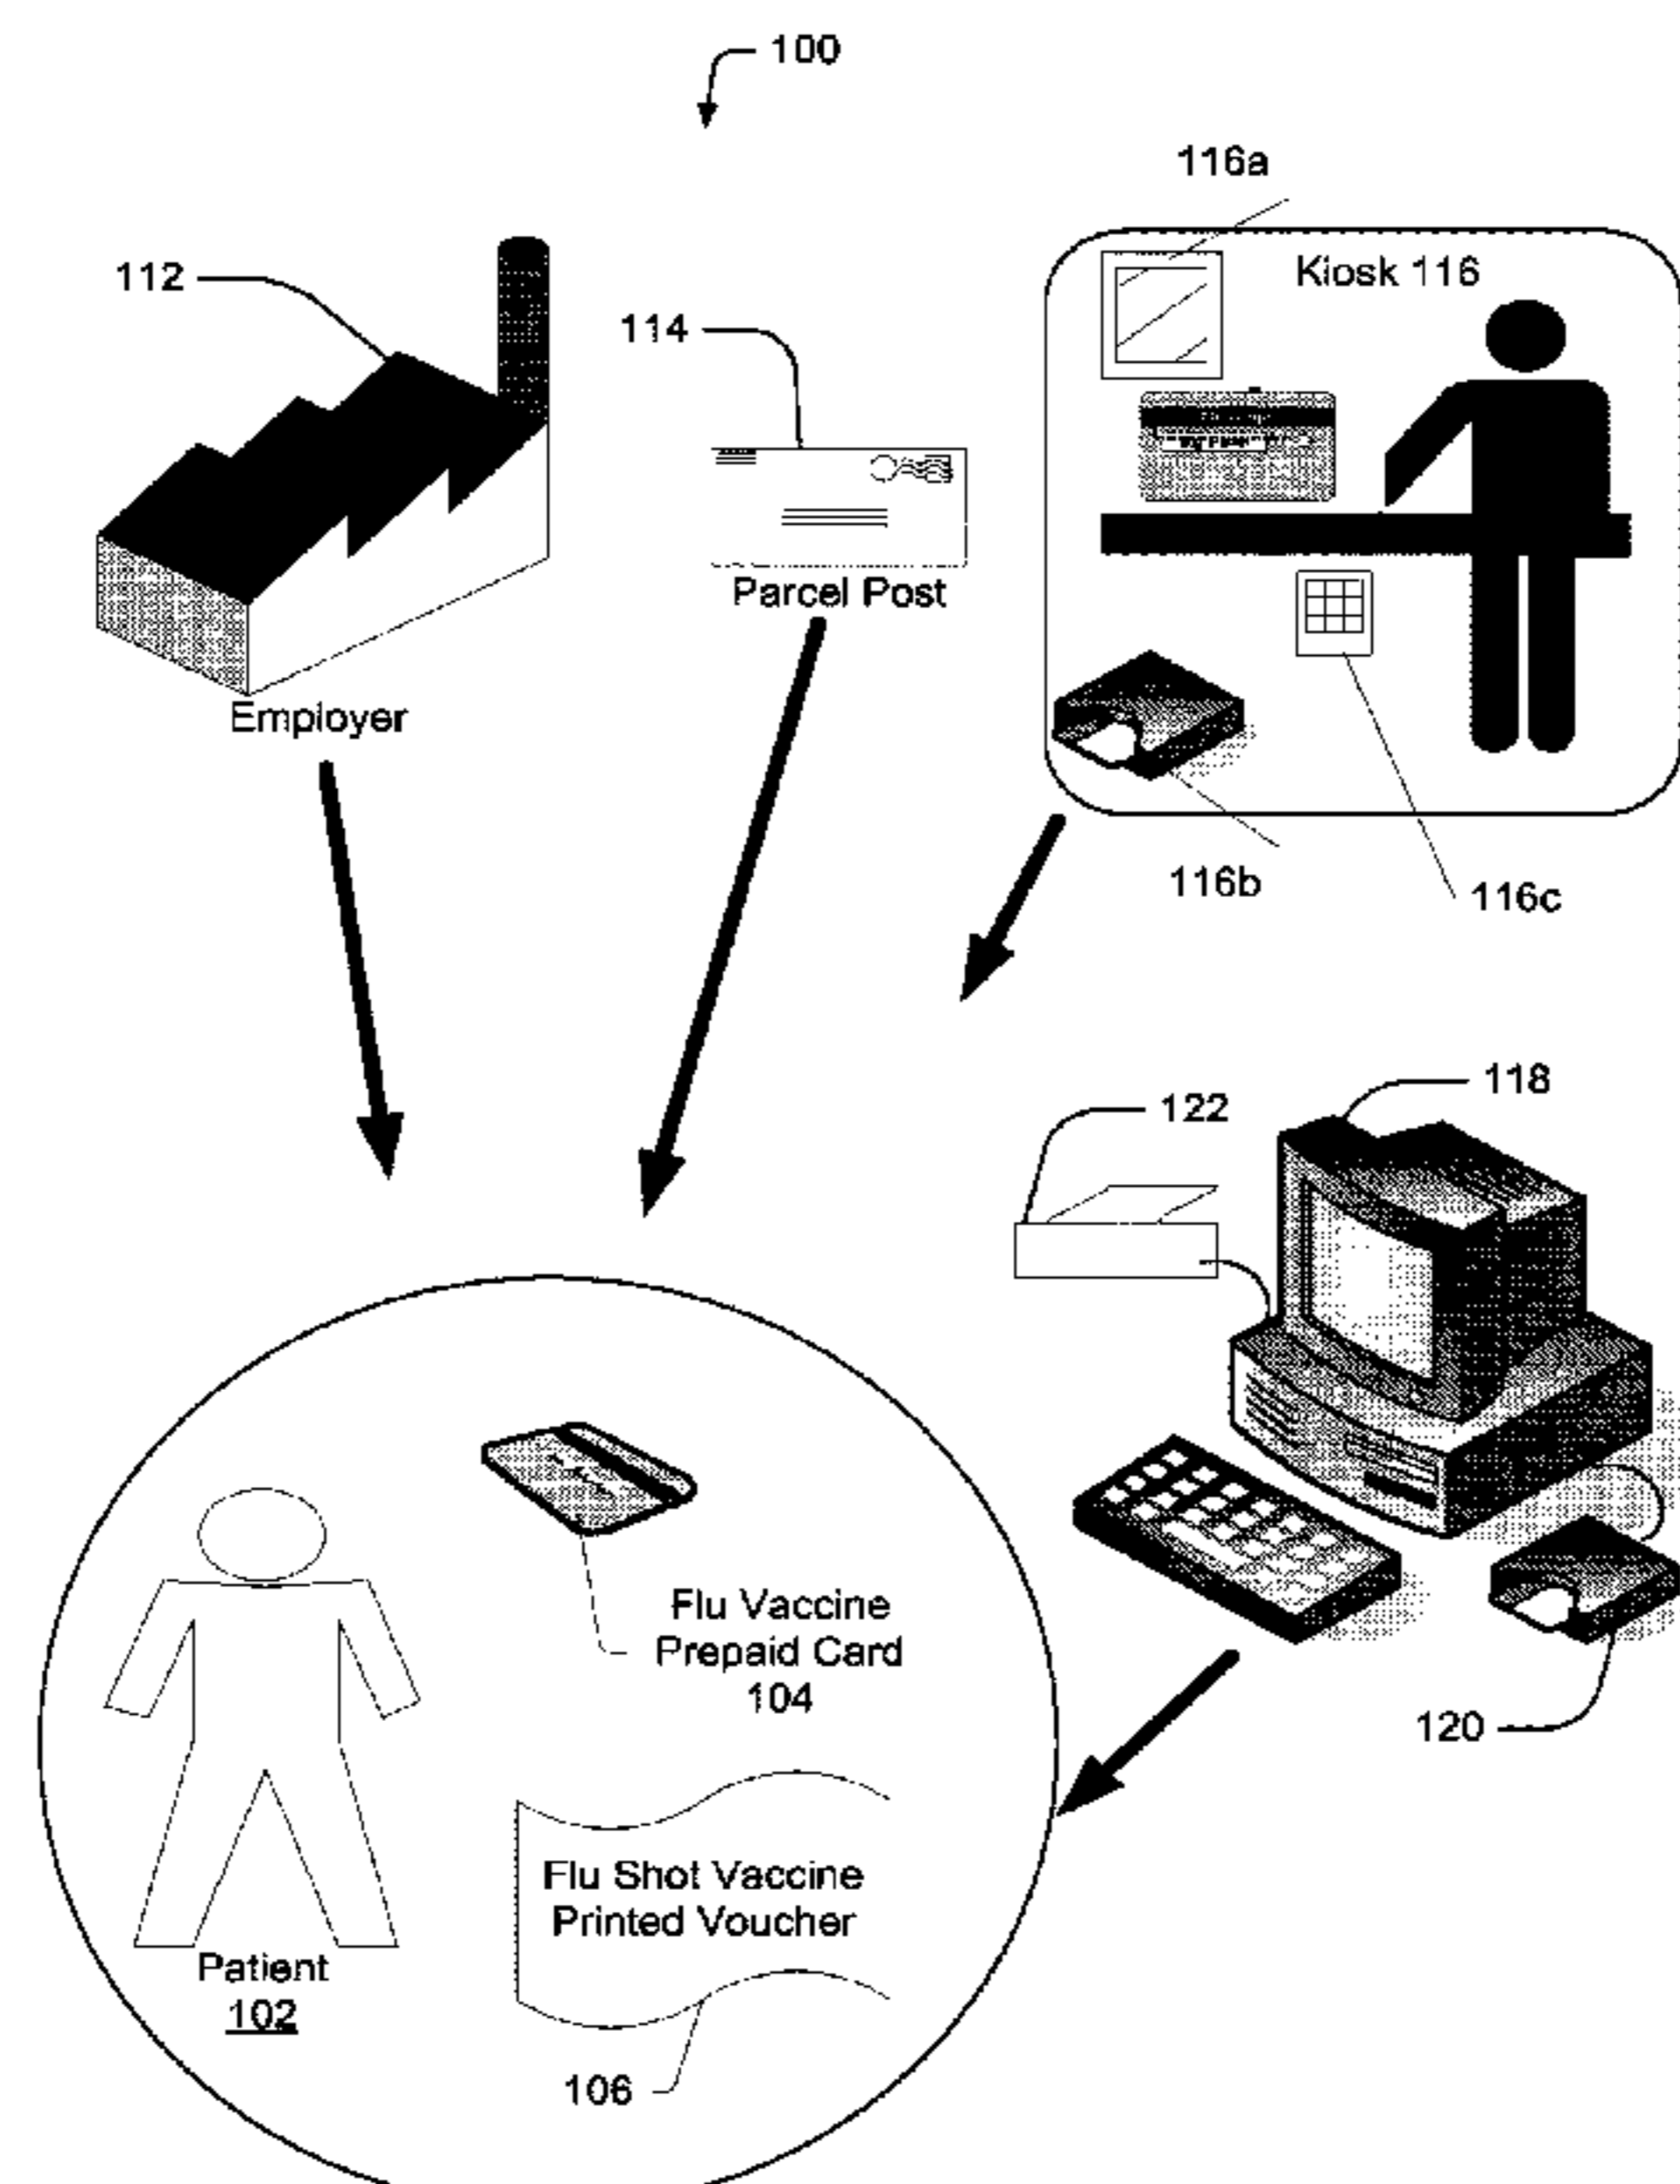 100
116a
Kiosk 116
112
114
Parcel Post
Employer
116b
116c
118
122
Flu Vaccine
Prepaid Card
104
120
Flu Shot Vaccine
Printed Voucher
Patient
102
106